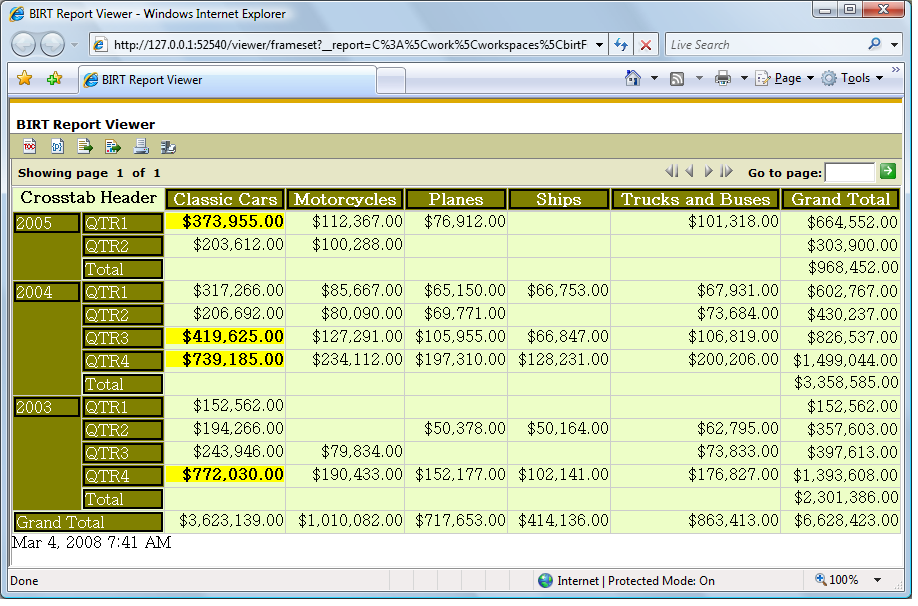 BIRT Report Viewer - Windows Internet Explorer
http://127.0.0.1:52540/viewer/frameset?__report=C%3A%5Cwork%5Cworkspaces%5CbirtF Live Search
BIRT Report Viewer Page Tools
BIRT Report Viewer
TOC
Showing page 1 of 1 Go to page:
Crosstab Header Classic Cars Motorcycles Planes Ships Trucks and Buses Grand Total
2005 QTR1 $373,955.00 $112,367.00 $76,912.00 $101,318.00 $664,552.00
QTR2 $203,612.00 $100,288.00 $303,900.00
Total $968,452.00
2004 QTR1 $317,266.00 $85,667.00 $65,150.00 $66,753.00 $67,931.00 $602,767.00
QTR2 $206,692.00 $80,090.00 $69,771.00 $73,684.00 $430,237.00
QTR3 $419,625.00 $127,291.00 $105,955.00 $66,847.00 $106,819.00 $826,537.00
QTR4 $739,185.00 $234,112.00 $197,310.00 $128,231.00 $200,206.00 $1,499,044.00
Total $3,358,585.00
2003 QTR1 $152,562.00 $152,562.00
QTR2 $194,266.00 $50,378.00 $50,164.00 $62,795.00 $357,603.00
QTR3 $243,946.00 $79,834.00 $73,833.00 $397,613.00
QTR4 $772,030.00 $190,433.00 $152,177.00 $102,141.00 $176,827.00 $1,393,608.00
Total $2,301,386.00
Grand Total $3,623,139.00 $1,010,082.00 $717,653.00 $414,136.00 $863,413.00 $6,628,423.00
Mar 4, 2008 7:41 AM
Done Internet | Protected Mode: On 100%